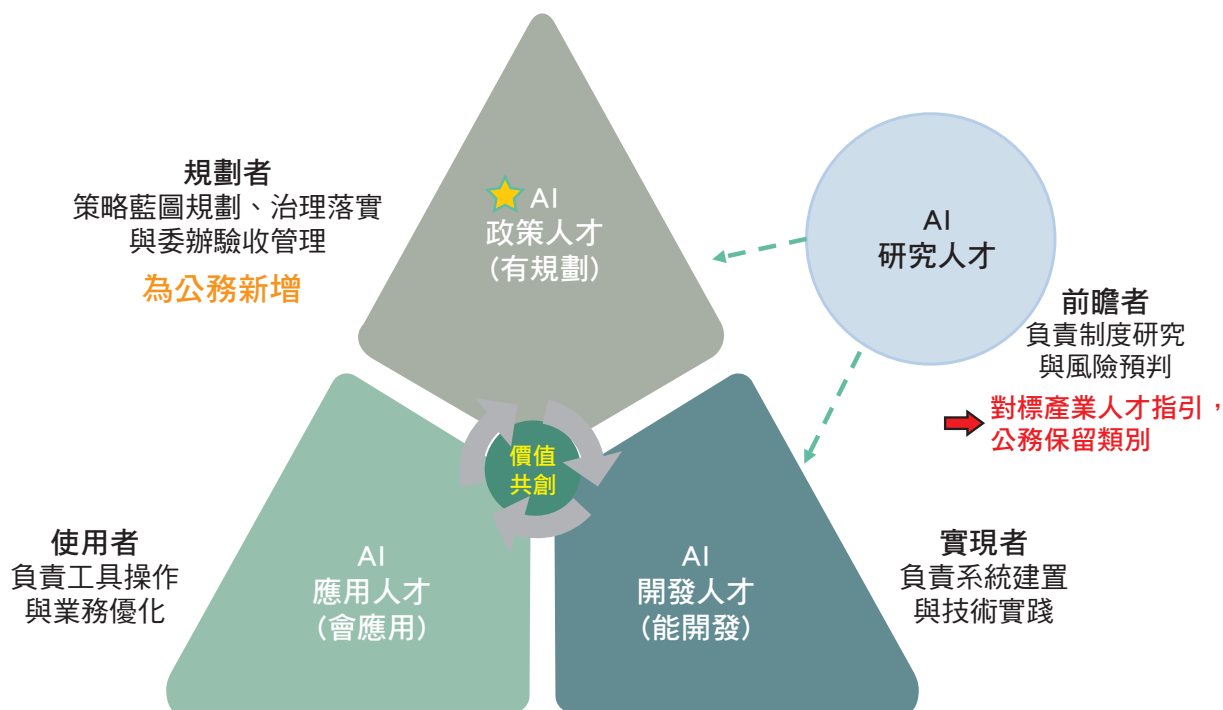 規劃者
策略藍圖規劃、治理落實
與委辦驗收管理
為公務新增
AI
政策人才
(有規劃)
AI
研究人才
前瞻者
負責制度研究
與風險預判
對標產業人才指引，
公務保留類別
價值
共創
使用者
負責工具操作
與業務優化
AI
應用人才
(會應用)
AI
開發人才
(能開發)
實現者
負責系統建置
與技術實踐